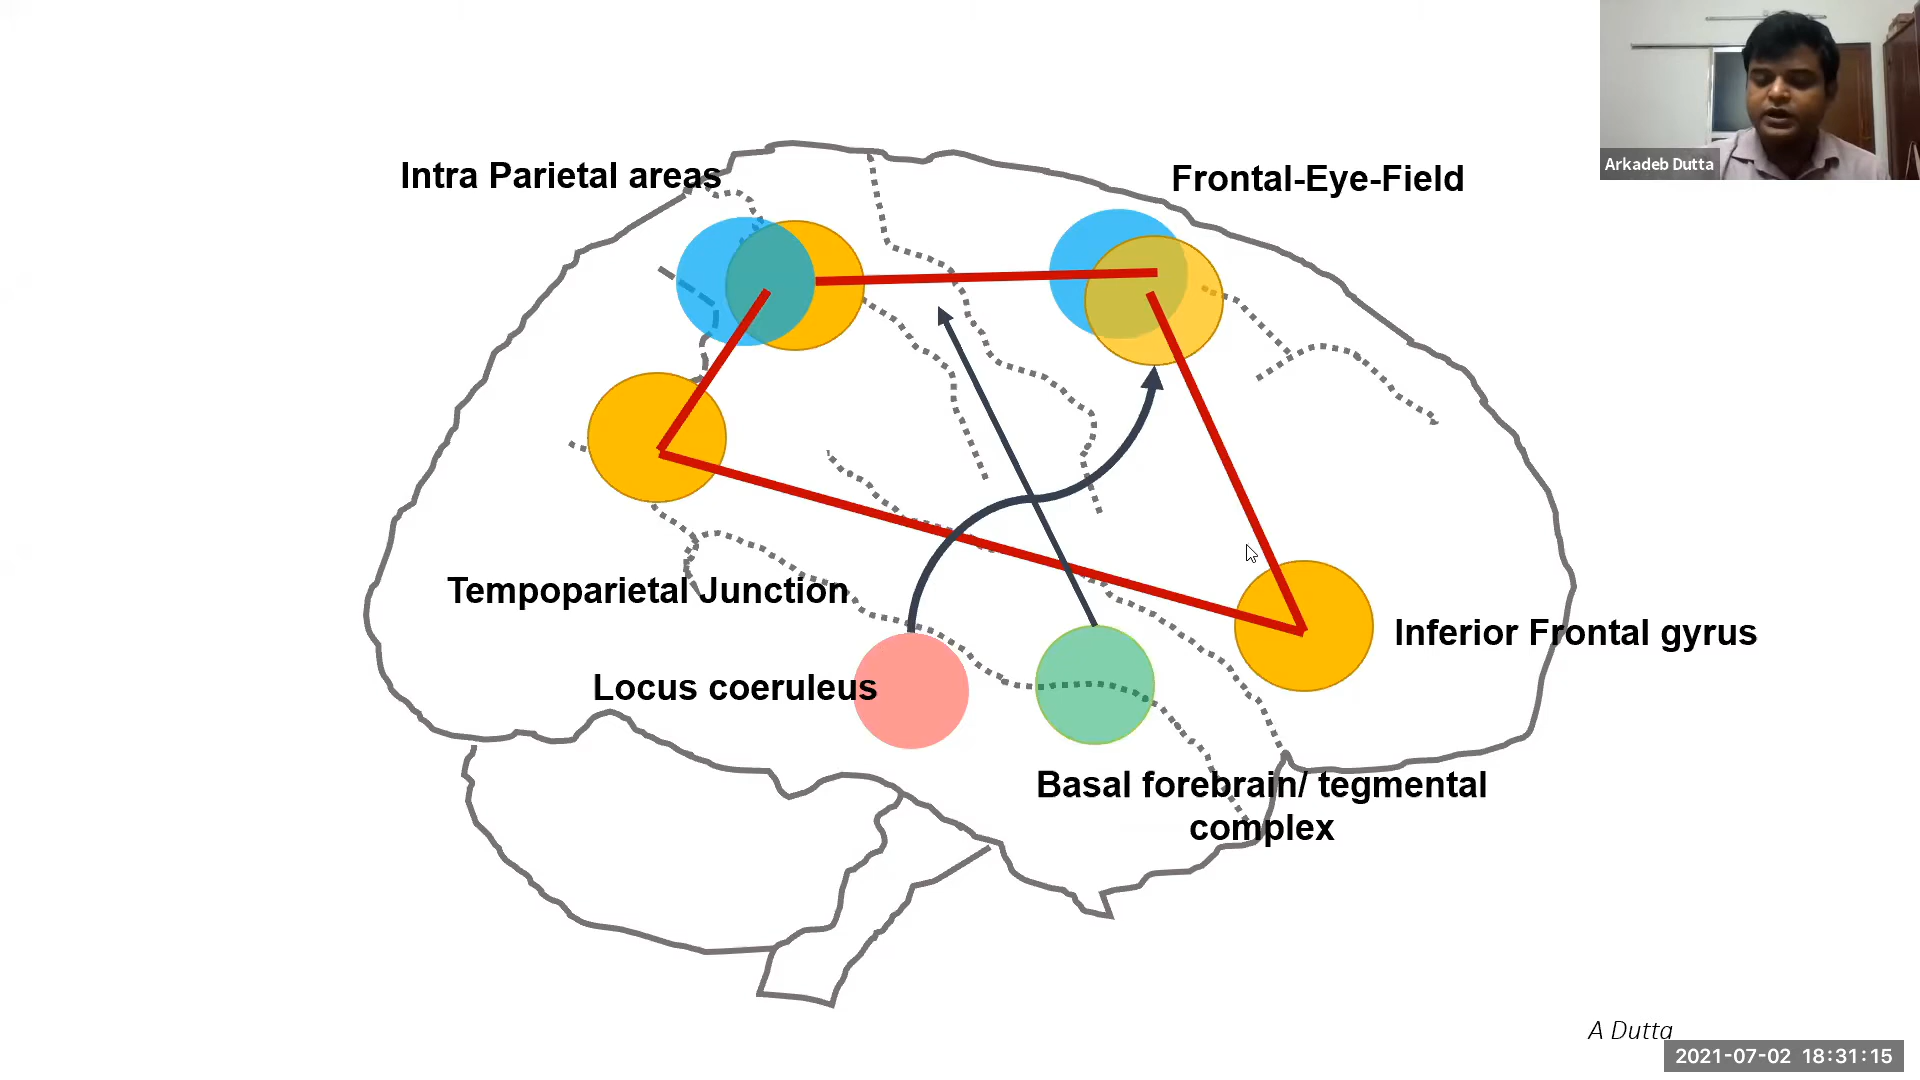 Arkadeb Dutta
Intra Parietal areas
Frontal-Eye-Field
Tempoparietal Junction
Inferior Frontal gyrus
Locus coeruleus
Basal forebrain/ tegmental
complex
A Dutta
2021-07-02 18:31:15